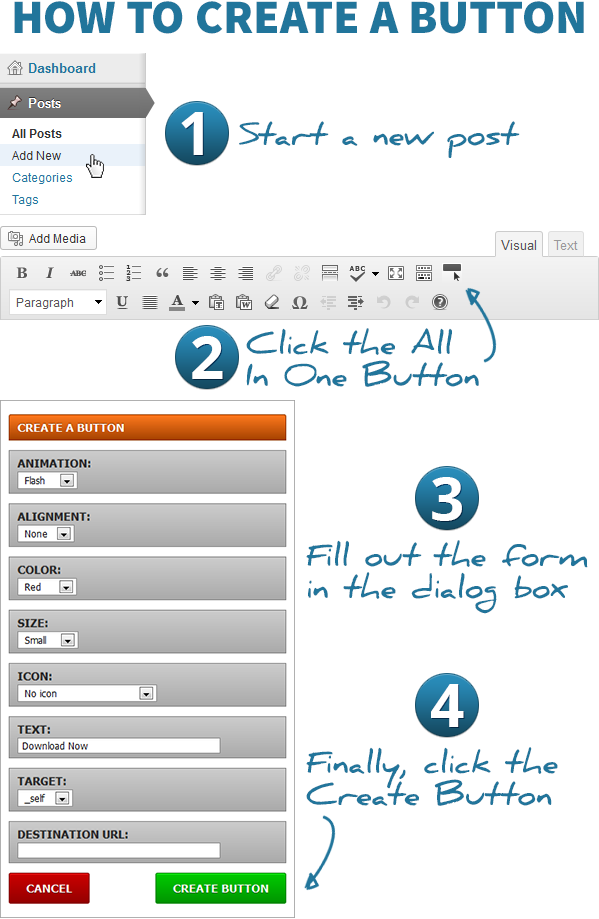 HOW TO CREATE A BUTTON
Dashboard
Posts
All Posts
Add New
Categories
Tags
1 Start a new post
Add Media
Visual Text
B I ABC ABC
Paragraph U A T W Ω ?
2 Click the All
In One Button
CREATE A BUTTON
ANIMATION:
Flash
ALIGNMENT:
None
COLOR:
Red
SIZE:
Small
ICON:
No icon
TEXT:
Download Now
TARGET:
_self
DESTINATION URL:
CANCEL CREATE BUTTON
3
Fill out the form
in the dialog box
4
Finally, click the
Create Button